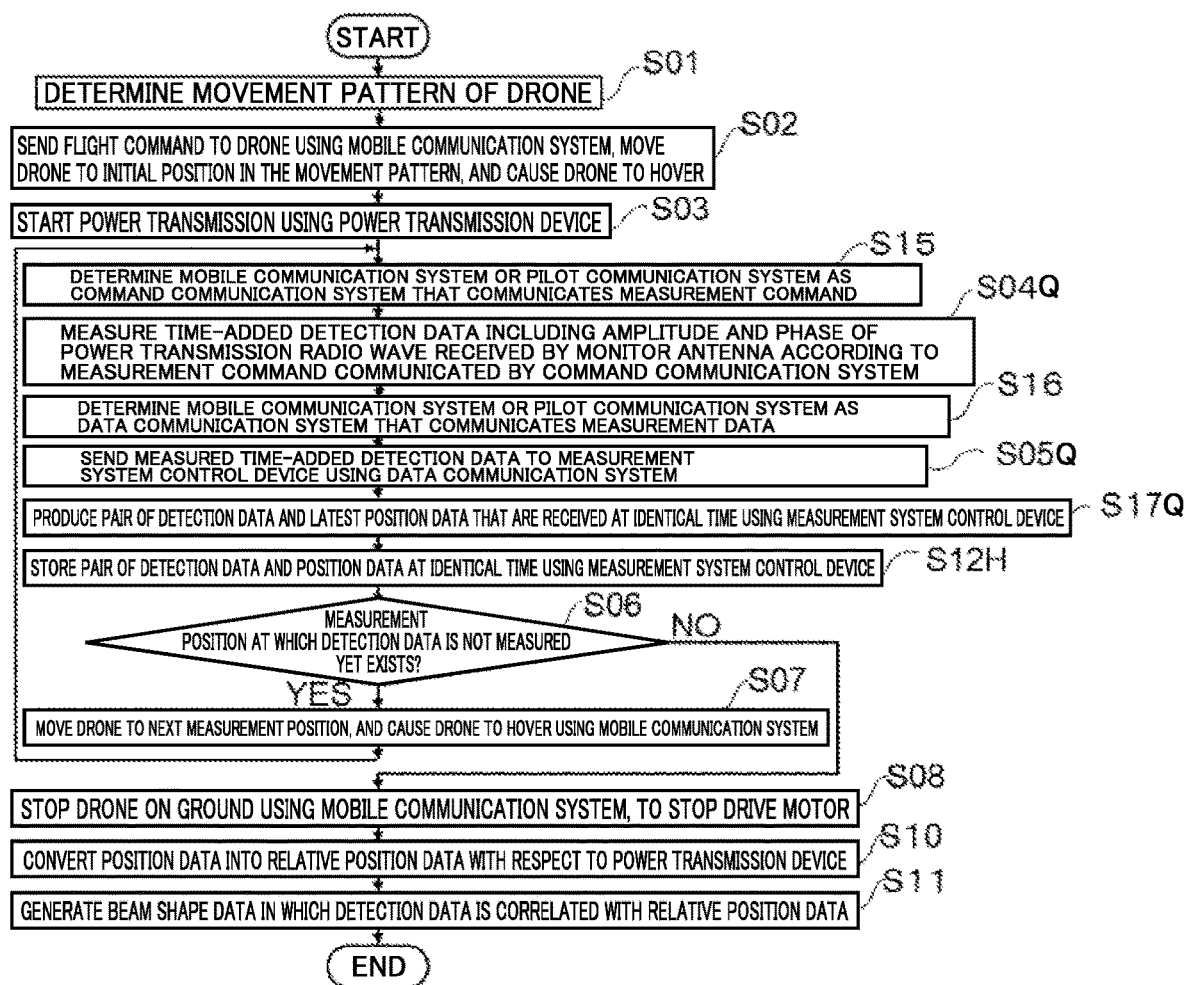 START
S01
DETERMINE MOVEMENT PATTERN OF DRONE
S02
SEND FLIGHT COMMAND TO DRONE USING MOBILE COMMUNICATION SYSTEM, MOVE
DRONE TO INITIAL POSITION IN THE MOVEMENT PATTERN, AND CAUSE DRONE TO HOVER
S03
START POWER TRANSMISSION USING POWER TRANSMISSION DEVICE
S15
DETERMINE MOBILE COMMUNICATION SYSTEM OR PILOT COMMUNICATION SYSTEM AS
COMMAND COMMUNICATION SYSTEM THAT COMMUNICATES MEASUREMENT COMMAND
S04Q
MEASURE TIME-ADDED DETECTION DATA INCLUDING AMPLITUDE AND PHASE OF
POWER TRANSMISSION RADIO WAVE RECEIVED BY MONITOR ANTENNA ACCORDING TO
MEASUREMENT COMMAND COMMUNICATED BY COMMAND COMMUNICATION SYSTEM
S16
DETERMINE MOBILE COMMUNICATION SYSTEM OR PILOT COMMUNICATION SYSTEM AS
DATA COMMUNICATION SYSTEM THAT COMMUNICATES MEASUREMENT DATA
S05Q
SEND MEASURED TIME-ADDED DETECTION DATA TO MEASUREMENT
SYSTEM CONTROL DEVICE USING DATA COMMUNICATION SYSTEM
S17Q
PRODUCE PAIR OF DETECTION DATA AND LATEST POSITION DATA THAT ARE RECEIVED AT IDENTICAL TIME USING MEASUREMENT SYSTEM CONTROL DEVICE
S12H
STORE PAIR OF DETECTION DATA AND POSITION DATA AT IDENTICAL TIME USING MEASUREMENT SYSTEM CONTROL DEVICE
S06
MEASUREMENT
POSITION AT WHICH DETECTION DATA IS NOT MEASURED
YET EXISTS?
NO
YES
S07
MOVE DRONE TO NEXT MEASUREMENT POSITION, AND CAUSE DRONE TO HOVER USING MOBILE COMMUNICATION SYSTEM
S08
STOP DRONE ON GROUND USING MOBILE COMMUNICATION SYSTEM, TO STOP DRIVE MOTOR
S10
CONVERT POSITION DATA INTO RELATIVE POSITION DATA WITH RESPECT TO POWER TRANSMISSION DEVICE
S11
GENERATE BEAM SHAPE DATA IN WHICH DETECTION DATA IS CORRELATED WITH RELATIVE POSITION DATA
END